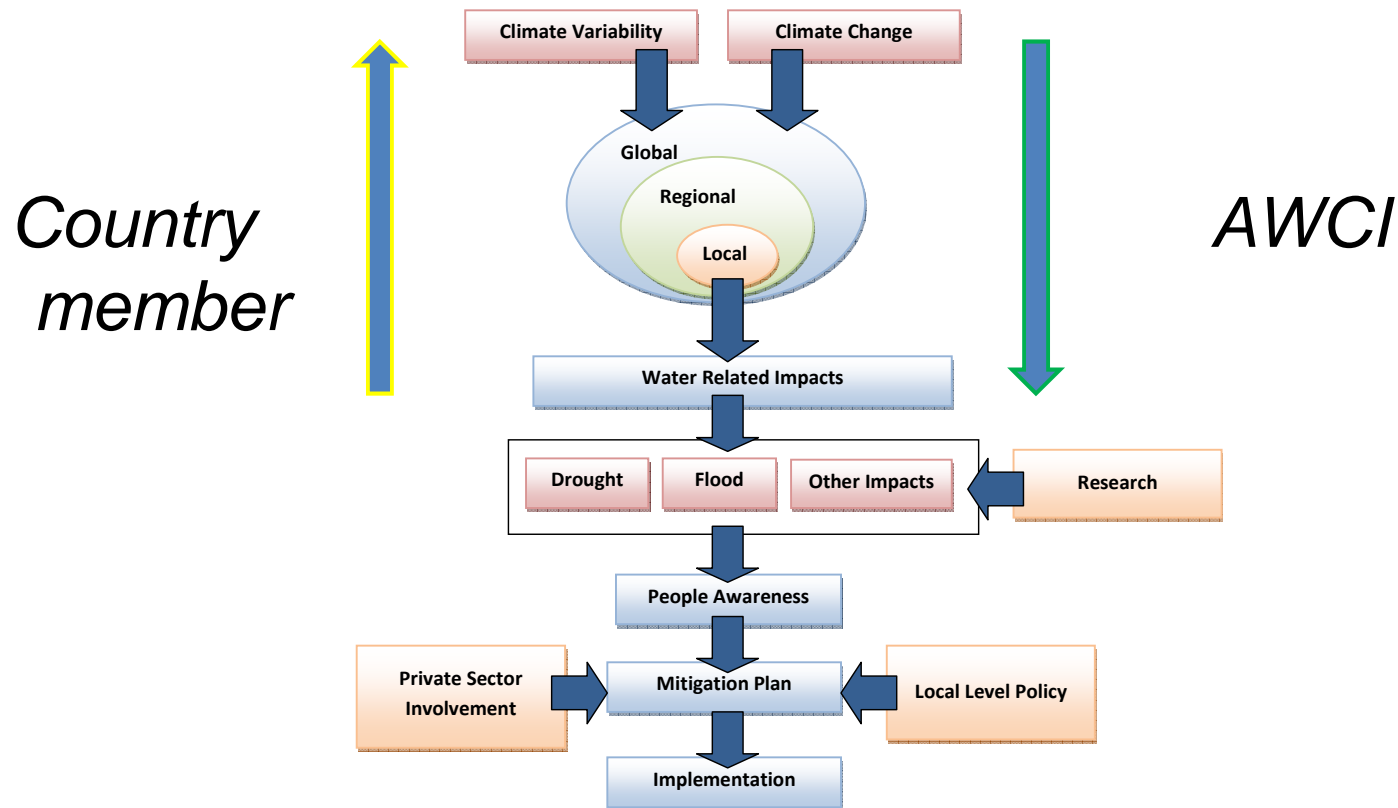 Climate Variability
Climate Change
Global
Regional
Local
Country
member
AWCI
Water Related Impacts
Drought
Flood
Other Impacts
Research
People Awareness
Private Sector
Involvement
Mitigation Plan
Local Level Policy
Implementation